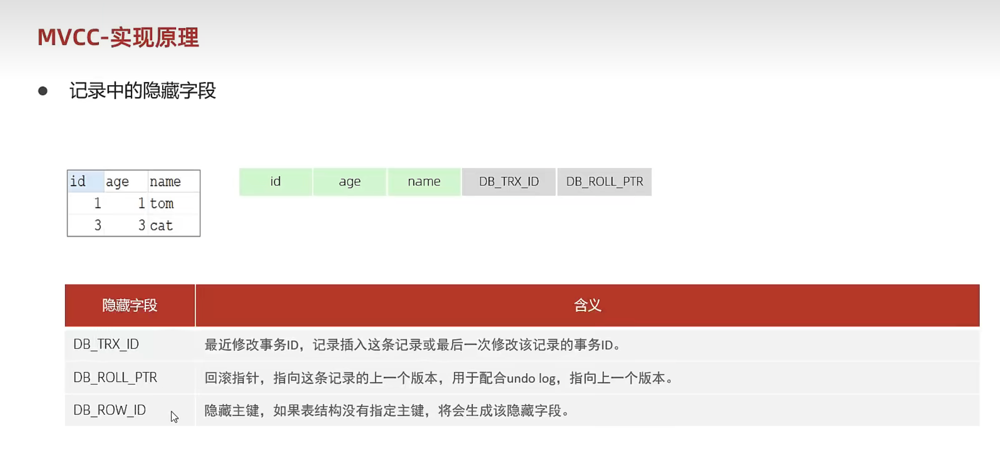 MVCC-实现原理
● 记录中的隐藏字段
id age name
1 1 tom
3 3 cat
id age name DB_TRX_ID DB_ROLL_PTR
隐藏字段 含义
DB_TRX_ID 最近修改事务ID，记录插入这条记录或最后一次修改该记录的事务ID。
DB_ROLL_PTR 回滚指针，指向这条记录的上一个版本，用于配合undo log，指向上一个版本。
DB_ROW_ID 隐藏主键，如果表结构没有指定主键，将会生成该隐藏字段。